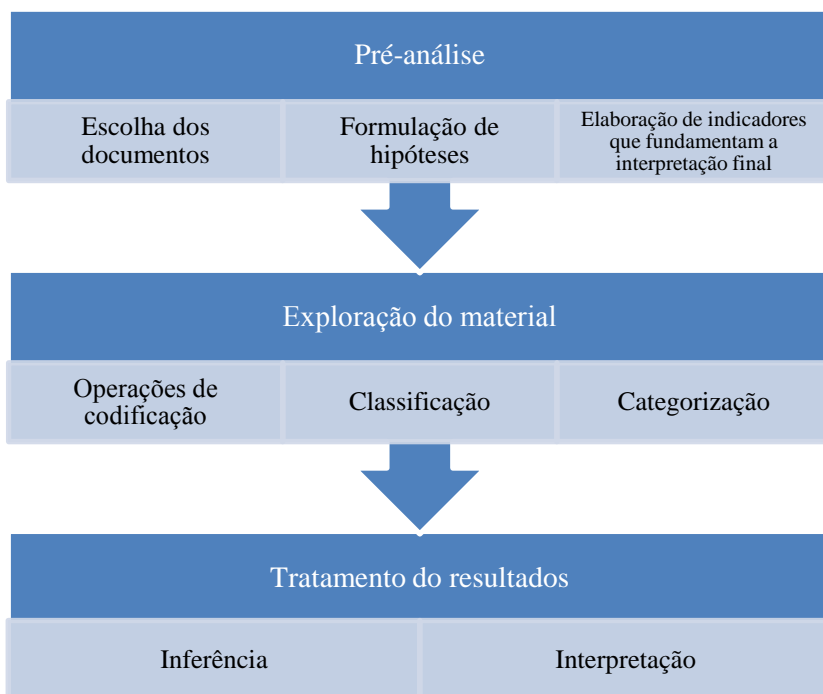 Pré-análise
Escolha dos
documentos
Formulação de
hipóteses
Elaboração de indicadores
que fundamentam a
interpretação final
Exploração do material
Operações de
codificação
Classificação
Categorização
Tratamento do resultados
Inferência
Interpretação